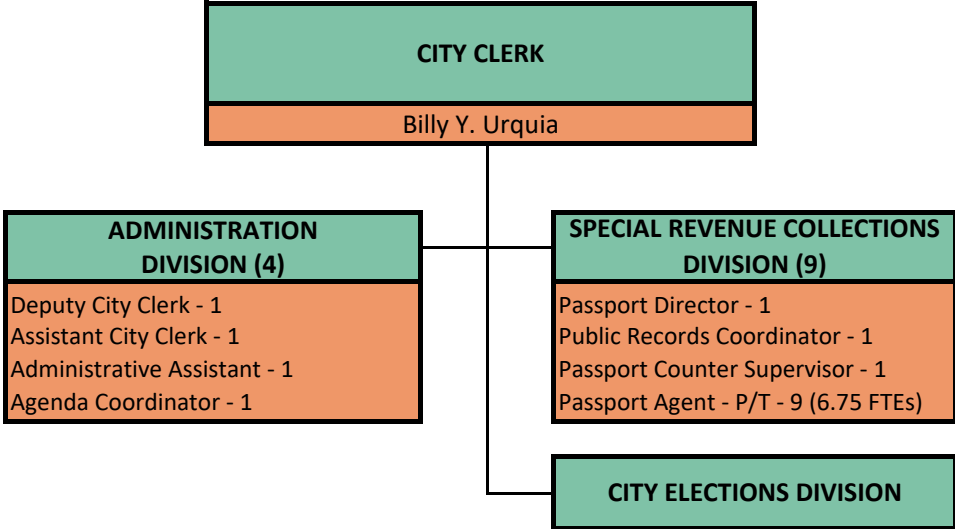 CITY CLERK
Billy Y. Urquia
ADMINISTRATION
DIVISION (4)
Deputy City Clerk - 1
Assistant City Clerk - 1
Administrative Assistant - 1
Agenda Coordinator - 1
SPECIAL REVENUE COLLECTIONS
DIVISION (9)
Passport Director - 1
Public Records Coordinator - 1
Passport Counter Supervisor - 1
Passport Agent - P/T - 9 (6.75 FTEs)
CITY ELECTIONS DIVISION